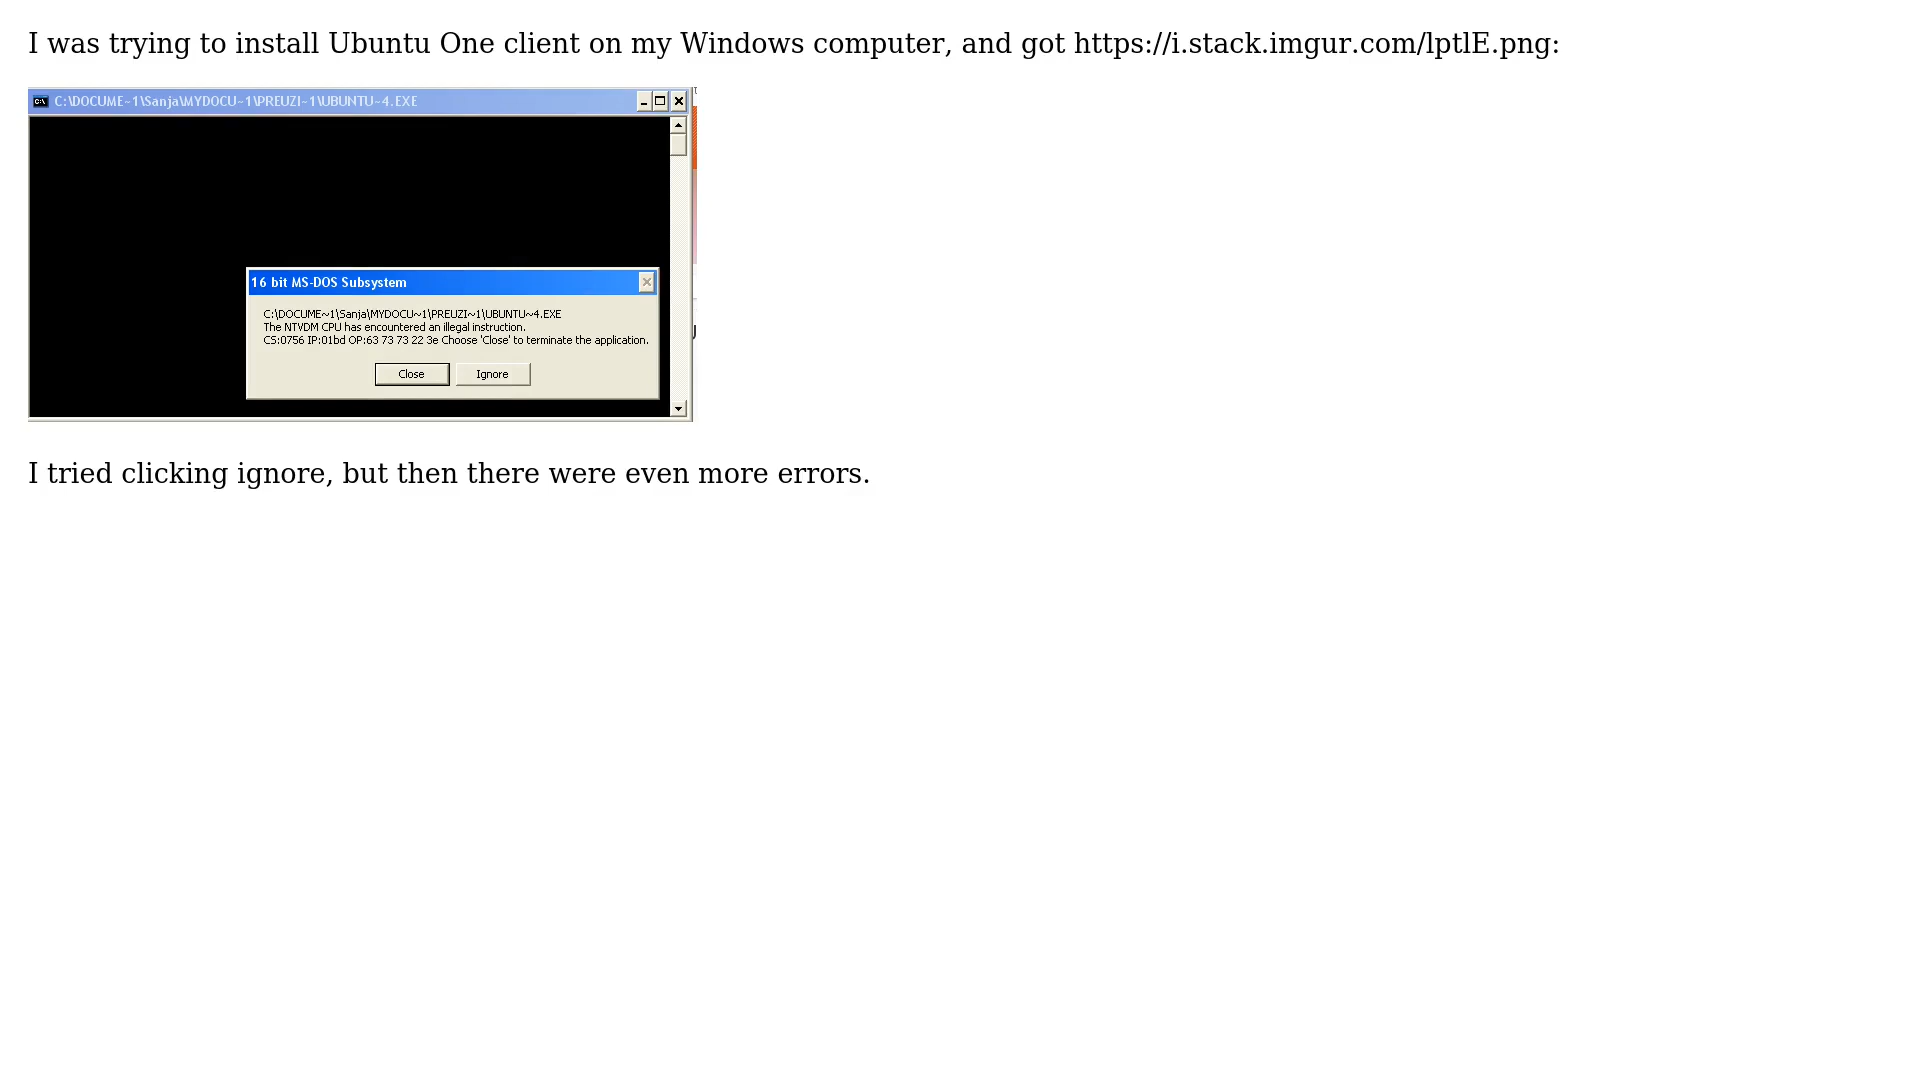 I was trying to install Ubuntu One client on my Windows computer, and got https://i.stack.imgur.com/lptlE.png:
C:\DOCUME~1\Sanja\MYDOCU~1\PREUZI~1\UBUNTU~4.EXE
16 bit MS-DOS Subsystem
C:\DOCUME~1\Sanja\MYDOCU~1\PREUZI~1\UBUNTU~4.EXE
The NTVDM CPU has encountered an illegal instruction.
CS:0756 IP:01bd OP:63 73 73 22 3e Choose 'Close' to terminate the application.
Close Ignore
I tried clicking ignore, but then there were even more errors.